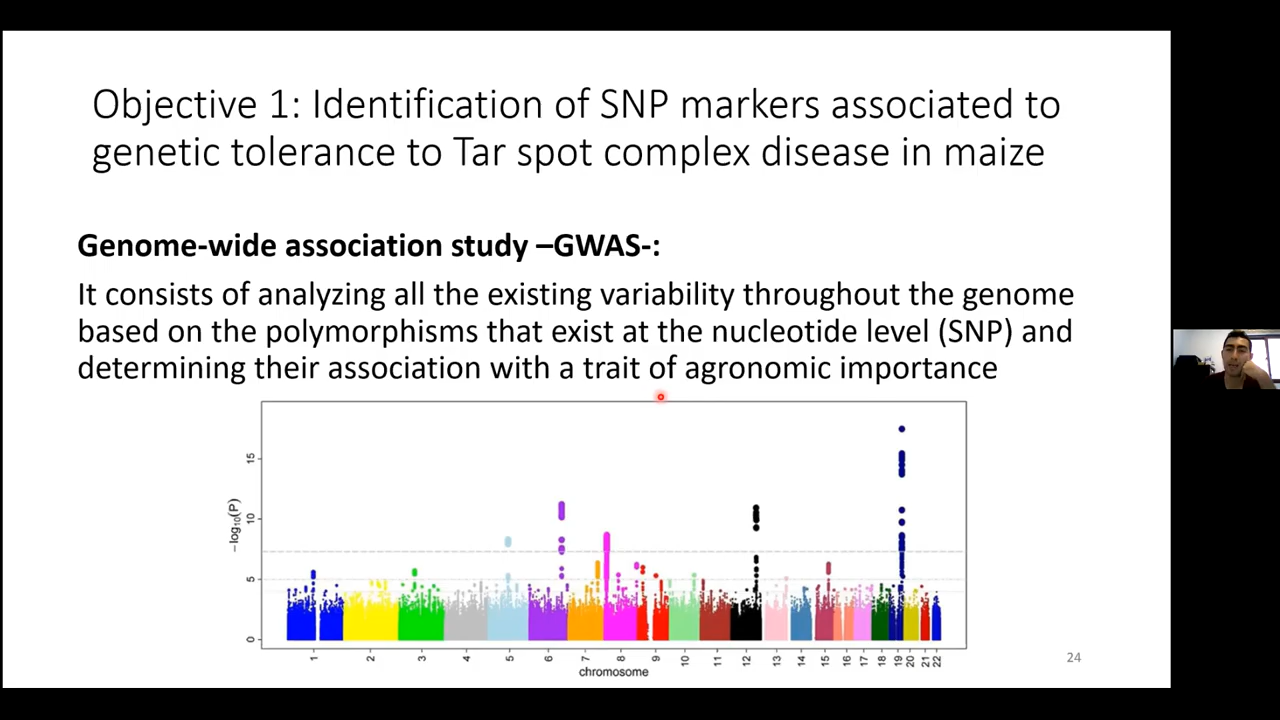 Objective 1: Identification of SNP markers associated to
genetic tolerance to Tar spot complex disease in maize
Genome-wide association study –GWAS-:
It consists of analyzing all the existing variability throughout the genome
based on the polymorphisms that exist at the nucleotide level (SNP) and
determining their association with a trait of agronomic importance
−log10(P)
15
10
5
0
1 2 3 4 5 6 7 8 9 10 11 12 13 14 15 16 17 18 19 20 21 22
chromosome
24